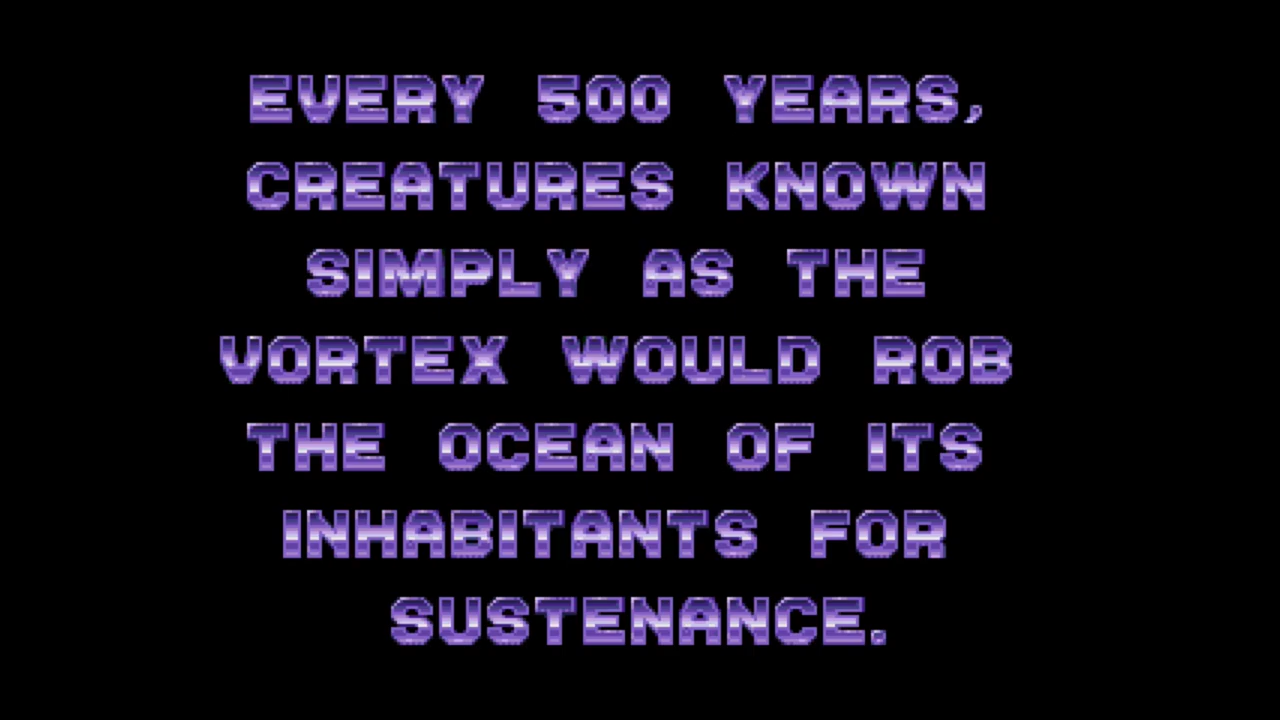 EVERY 500 YEARS,
CREATURES KNOWN
SIMPLY AS THE
VORTEX WOULD ROB
THE OCEAN OF ITS
INHABITANTS FOR
SUSTENANCE.